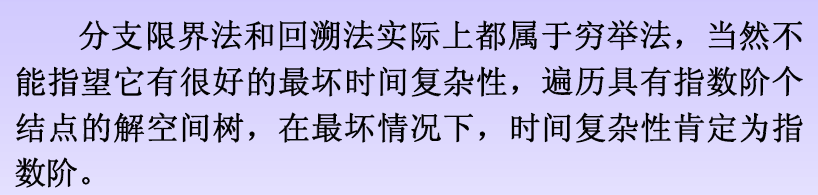 分支限界法和回溯法实际上都属于穷举法，当然不
能指望它有很好的最坏时间复杂性，遍历具有指数阶个
结点的解空间树，在最坏情况下，时间复杂性肯定为指
数阶。